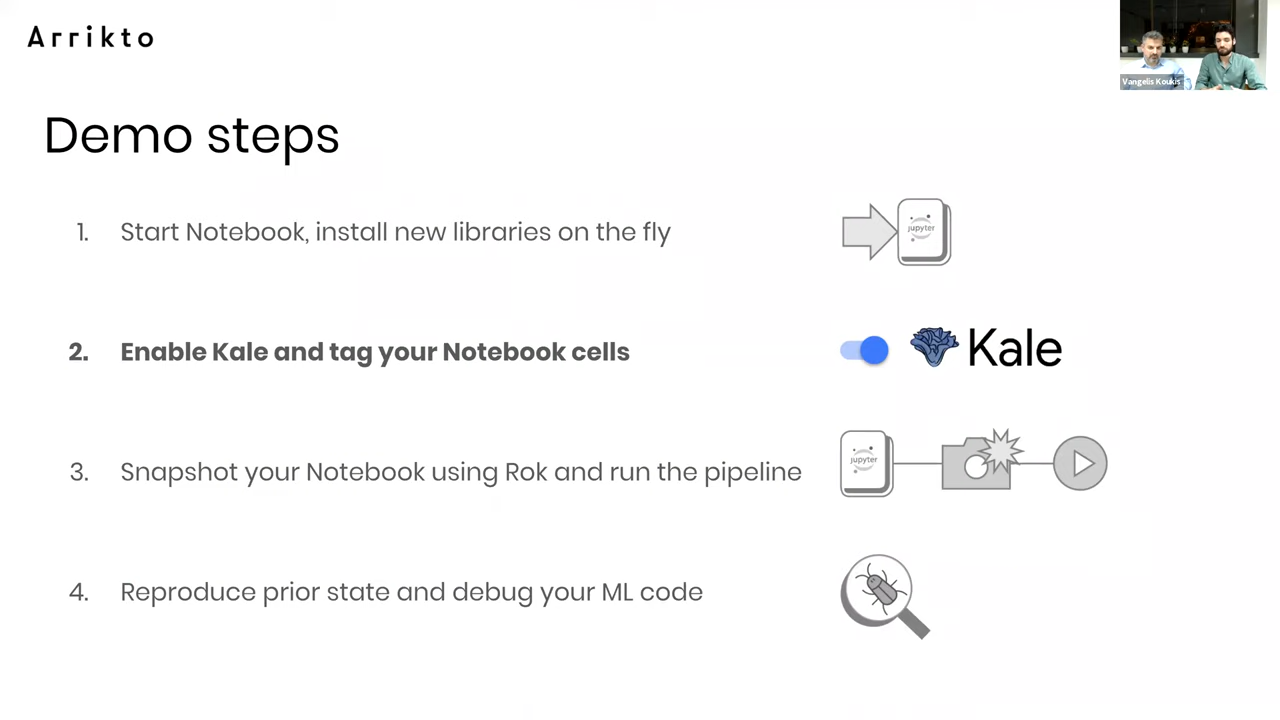 Arrikto
Vangelis Koukis
Demo steps
1. Start Notebook, install new libraries on the fly
jupyter
2. Enable Kale and tag your Notebook cells
Kale
3. Snapshot your Notebook using Rok and run the pipeline
jupyter
4. Reproduce prior state and debug your ML code